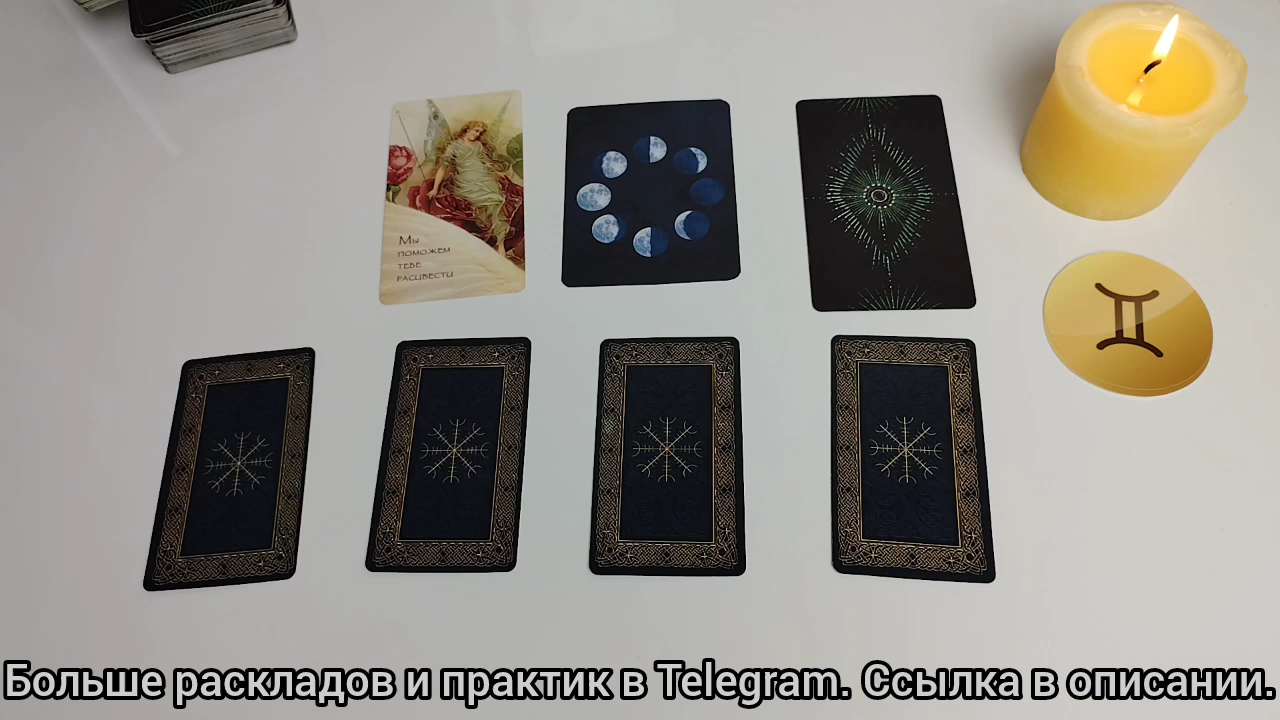 Мы
поможем
тебе
расцвести
Больше раскладов и практик в Telegram. Ссылка в описании.